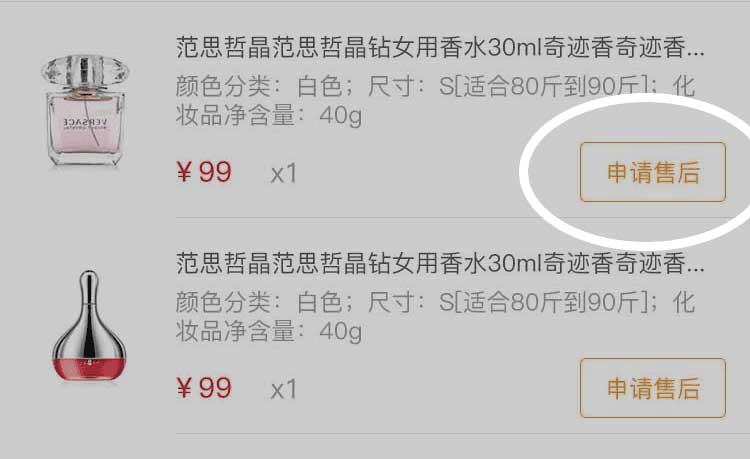 范思哲晶范思哲晶钻女用香水30ml奇迹香奇迹香...
颜色分类：白色；尺寸：S[适合80斤到90斤]；化
妆品净含量：40g
VERSACE
¥ 99 x1 申请售后
范思哲晶范思哲晶钻女用香水30ml奇迹香奇迹香...
颜色分类：白色；尺寸：S[适合80斤到90斤]；化
妆品净含量：40g
¥ 99 x1 申请售后